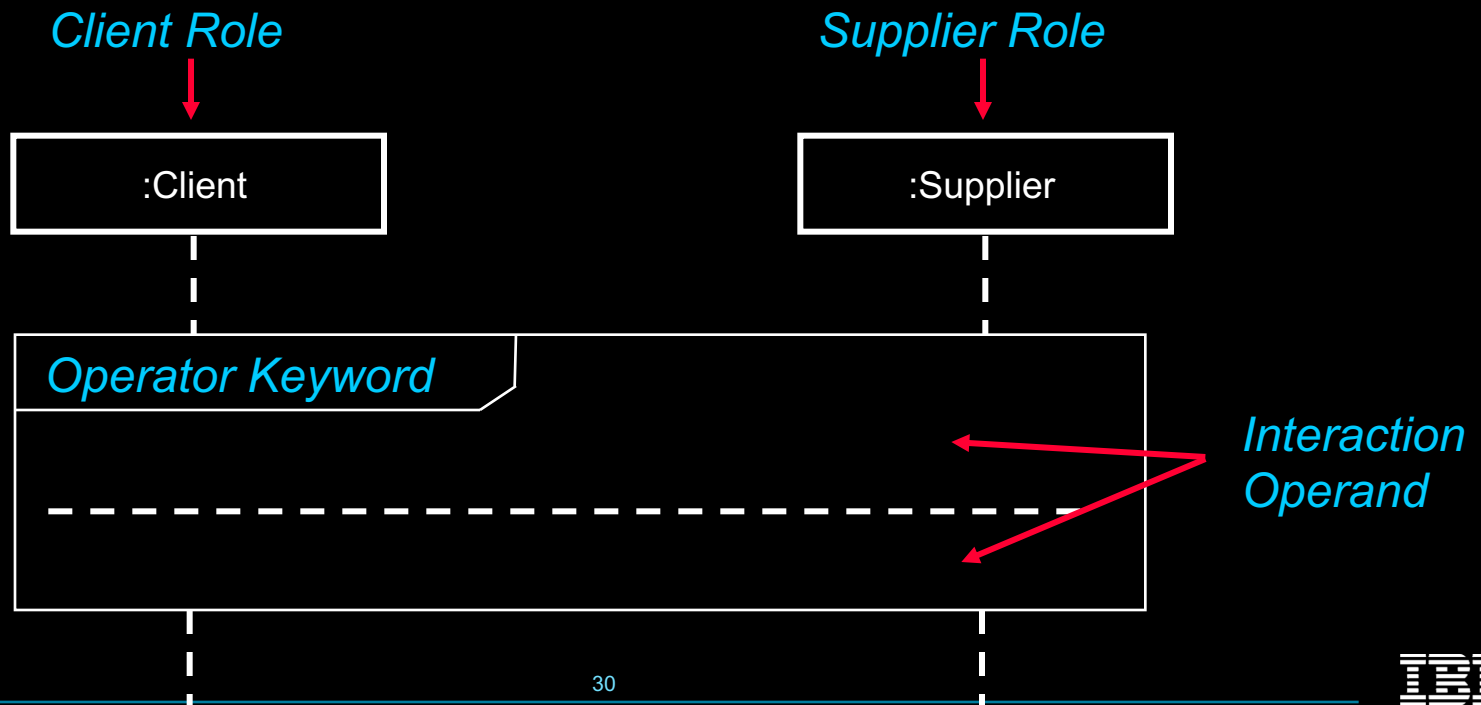 Client Role
Supplier Role
:Client
:Supplier
Operator Keyword
Interaction
Operand
30